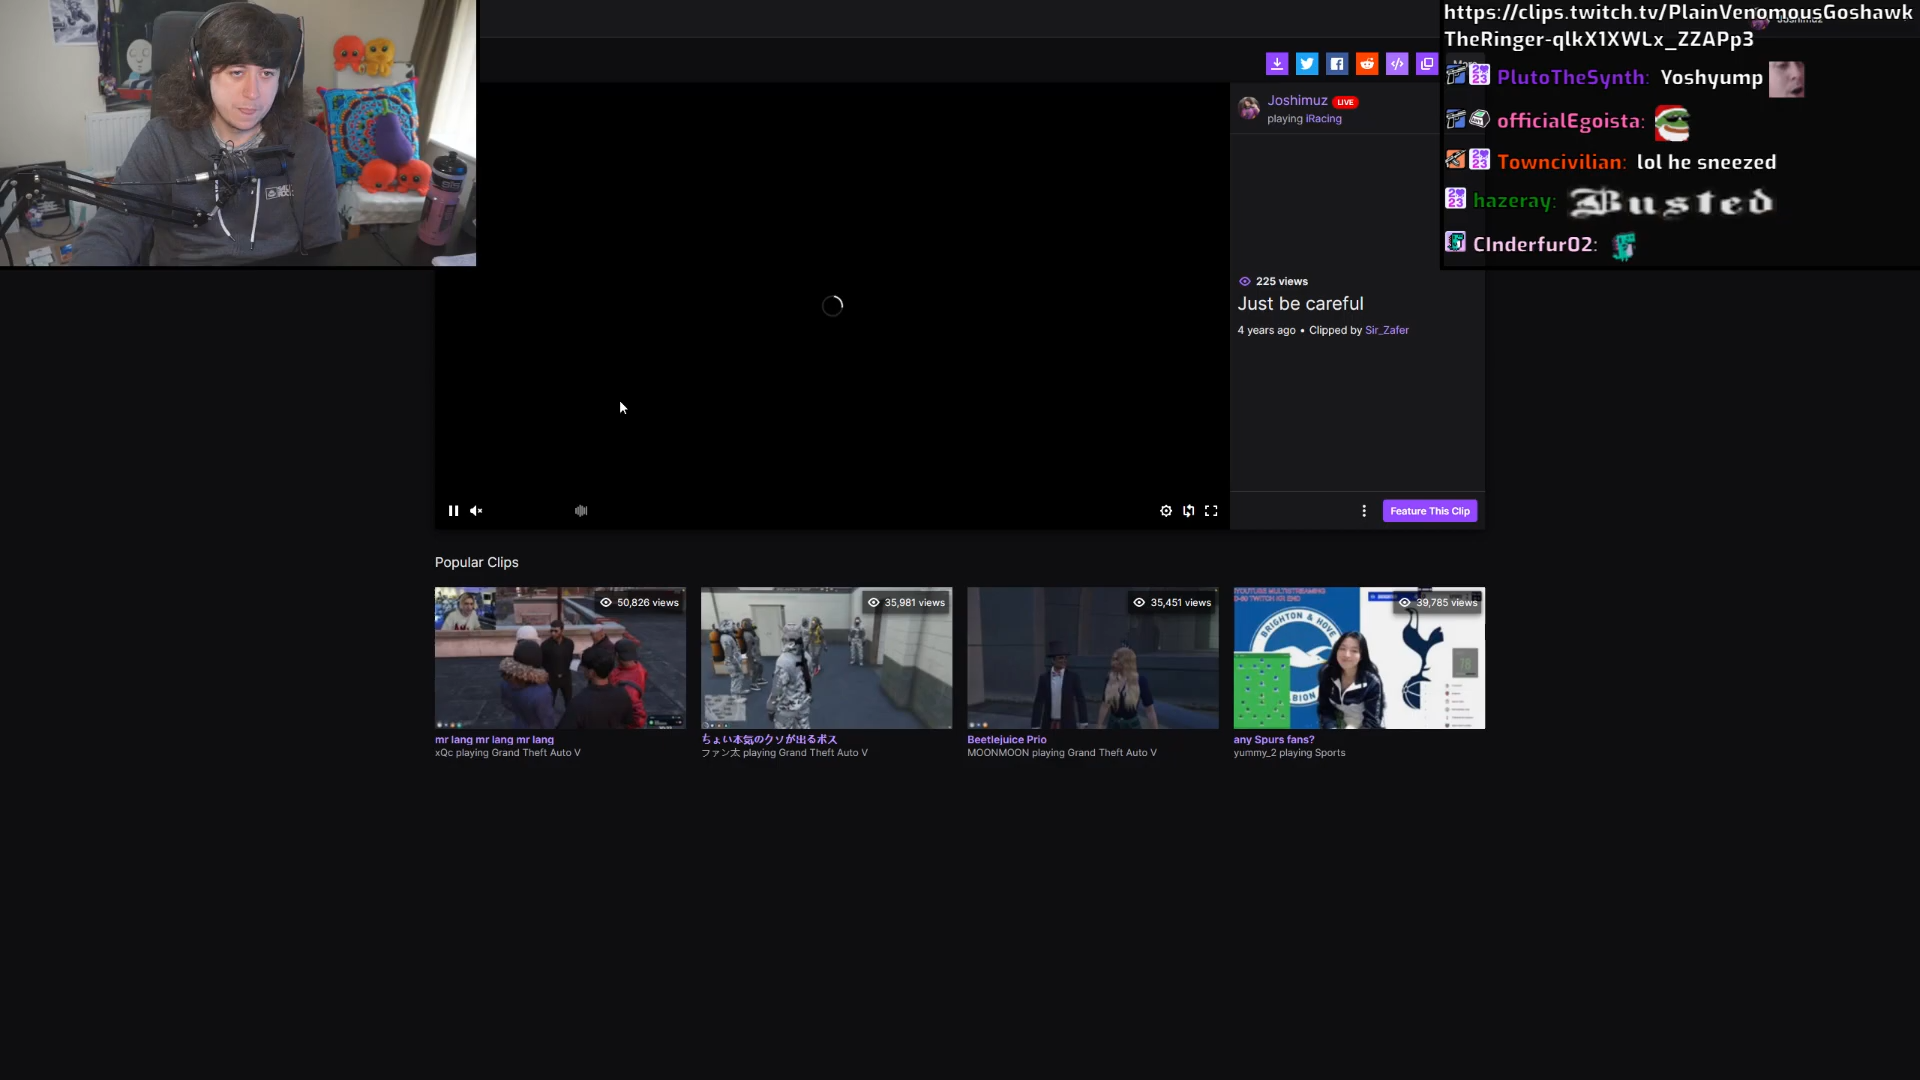 https://clips.twitch.tv/PlainVenomousGoshawk
TheRinger-qlkX1XWLx_ZZAPp3
PlutoTheSynth: Yoshyump
officialEgoista:
Towncivilian: lol he sneezed
hazeray: Busted
CInderfur02:
Joshimuz LIVE
playing iRacing
225 views
Just be careful
4 years ago • Clipped by Sir_Zafer
Feature This Clip
Popular Clips
50,826 views
35,981 views
35,451 views
39,785 views
BRIGHTON & HOVE
78
mr lang mr lang mr lang
xQc playing Grand Theft Auto V
ちょい本気のクソが出るボス
ファン太 playing Grand Theft Auto V
Beetlejuice Prio
MOONMOON playing Grand Theft Auto V
any Spurs fans?
yummy_2 playing Sports